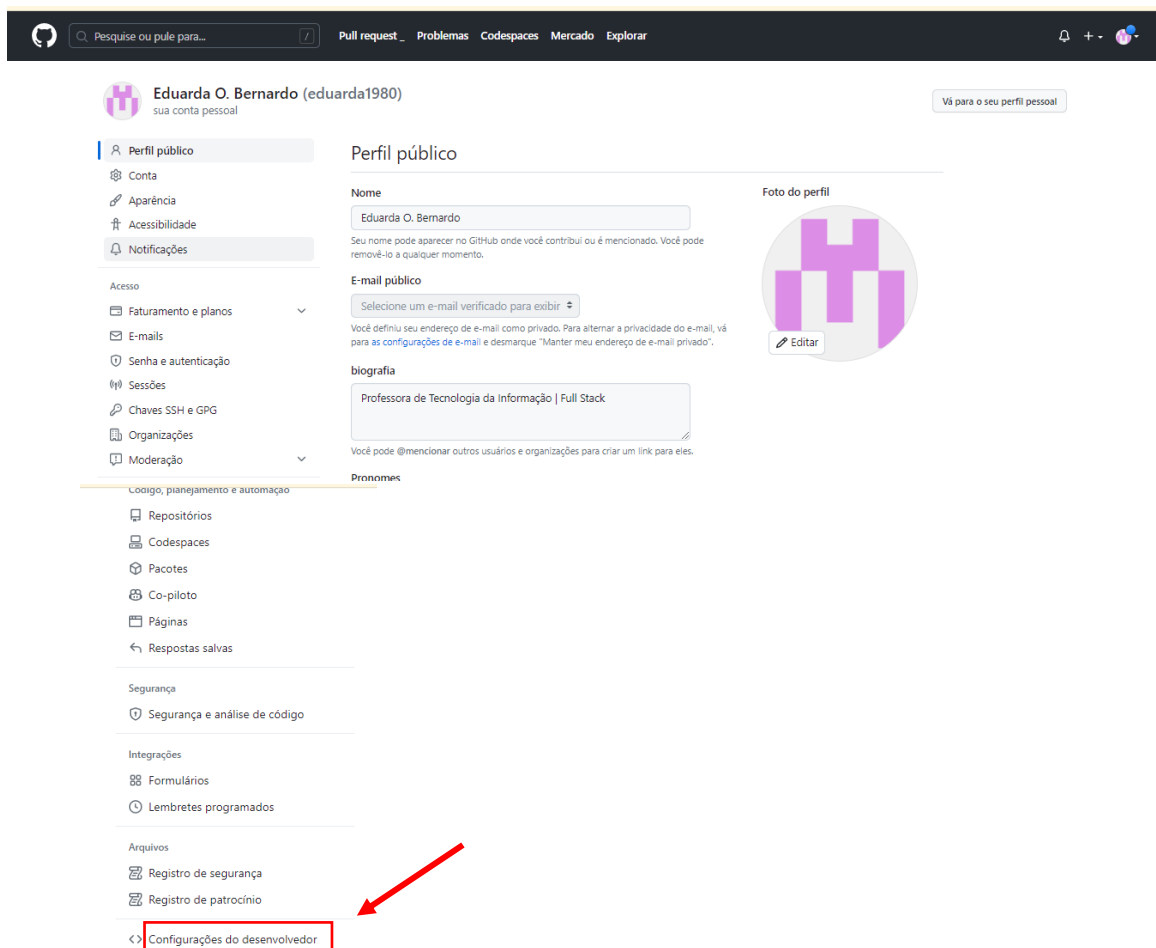 Pesquise ou pule para... /
Pull request_ Problemas Codespaces Mercado Explorar
Eduarda O. Bernardo (eduarda1980)
sua conta pessoal
Vá para o seu perfil pessoal
Perfil público
Conta
Aparência
Acessibilidade
Notificações
Acesso
Faturamento e planos
E-mails
Senha e autenticação
Sessões
Chaves SSH e GPG
Organizações
Moderação
Perfil público
Nome
Eduarda O. Bernardo
Seu nome pode aparecer no GitHub onde você contribui ou é mencionado. Você pode
removê-lo a qualquer momento.
E-mail público
Selecione um e-mail verificado para exibir
Você definiu seu endereço de e-mail como privado. Para alternar a privacidade do e-mail, vá
para as configurações de e-mail e desmarque "Manter meu endereço de e-mail privado".
biografia
Professora de Tecnologia da Informação | Full Stack
Você pode @mencionar outros usuários e organizações para criar um link para eles.
Pronomes
Foto do perfil
Editar
Código, planejamento e automação
Repositórios
Codespaces
Pacotes
Co-piloto
Páginas
Respostas salvas
Segurança
Segurança e análise de código
Integrações
Formulários
Lembretes programados
Arquivos
Registro de segurança
Registro de patrocínio
Configurações do desenvolvedor